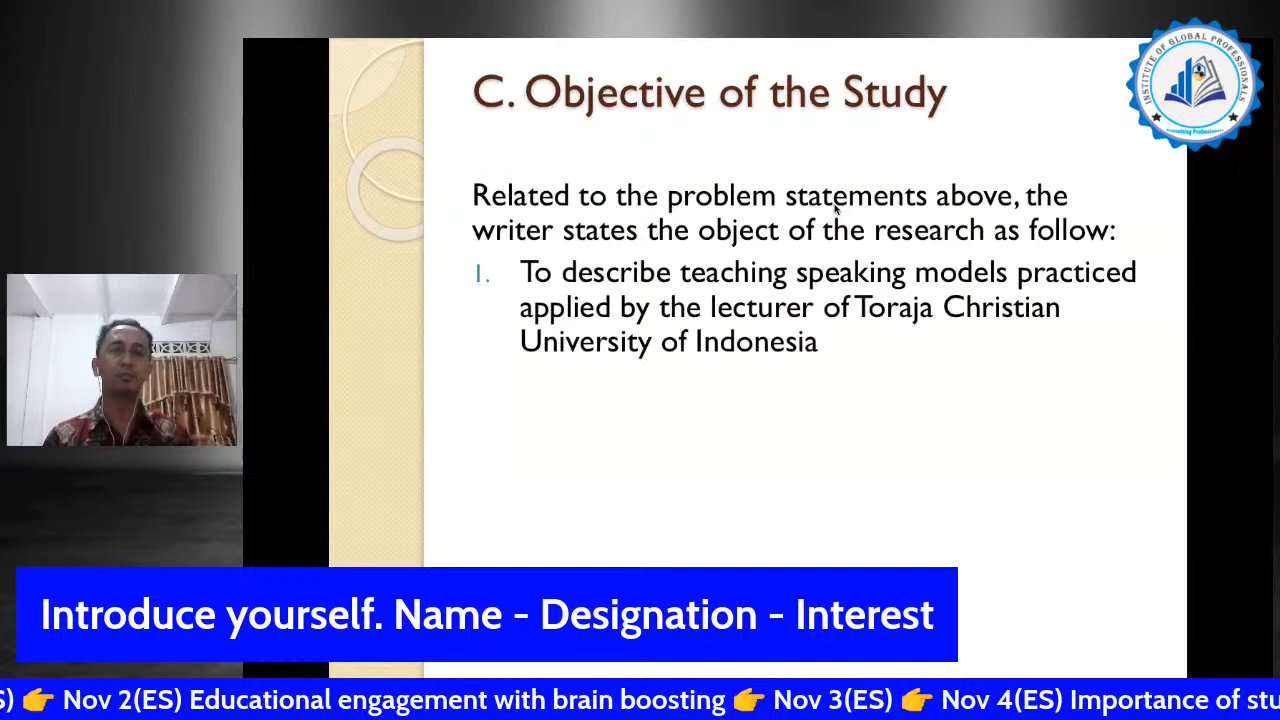 C. Objective of the Study
INSTITUTE OF GLOBAL PROFESSIONALS
Connecting Professionals
Related to the problem statements above, the
writer states the object of the research as follow:
1. To describe teaching speaking models practiced
applied by the lecturer of Toraja Christian
University of Indonesia
Introduce yourself. Name - Designation - Interest
S) 👉 Nov 2(ES) Educational engagement with brain boosting 👉 Nov 3(ES) 👉 Nov 4(ES) Importance of stu